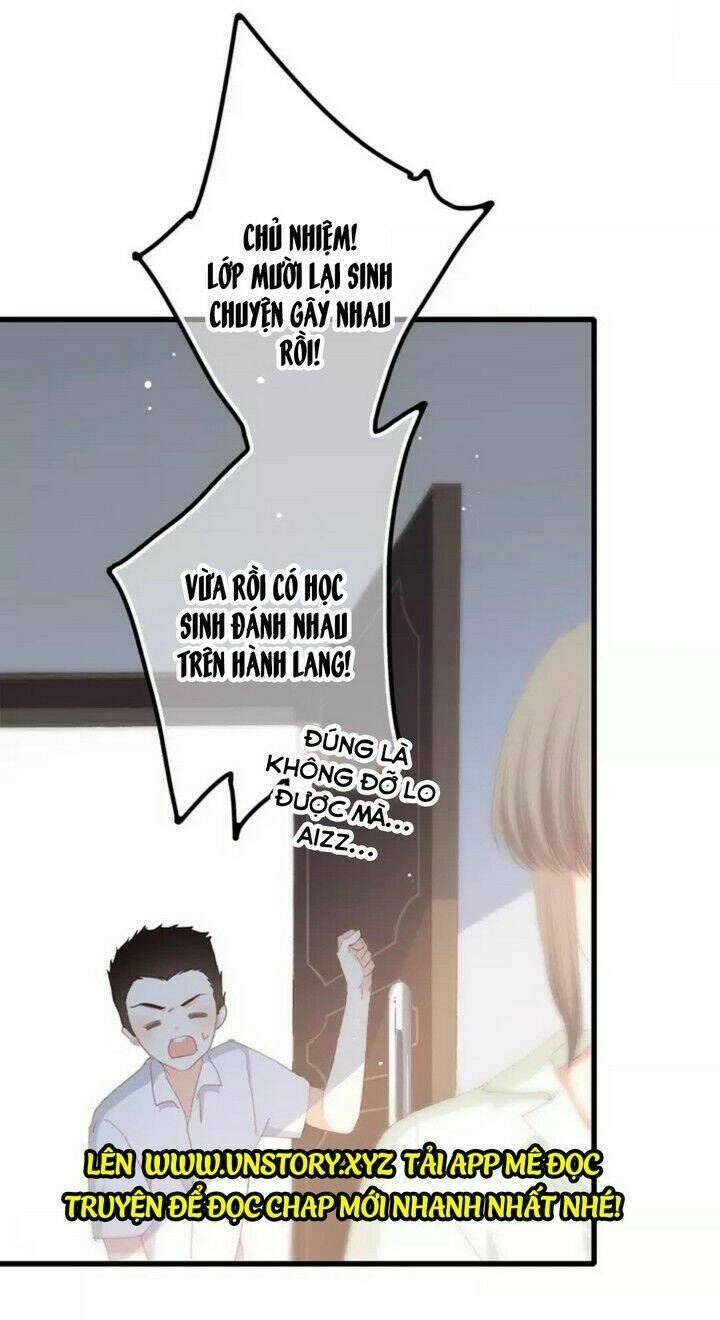 CHỦ NHIỆM!
LỚP MƯỜI LẠI SINH
CHUYỆN GÂY NHAU
RỒI!
VỪA RỒI CÓ HỌC
SINH ĐÁNH NHAU
TRÊN HÀNH LANG!
ĐÚNG LÀ
KHÔNG ĐỠ LO
ĐƯỢC MÀ...
AIZZ...
LÊN WWW.VNSTORY.XYZ TẢI APP MÊ ĐỌC
TRUYỆN ĐỂ ĐỌC CHAP MỚI NHANH NHẤT NHÉ!